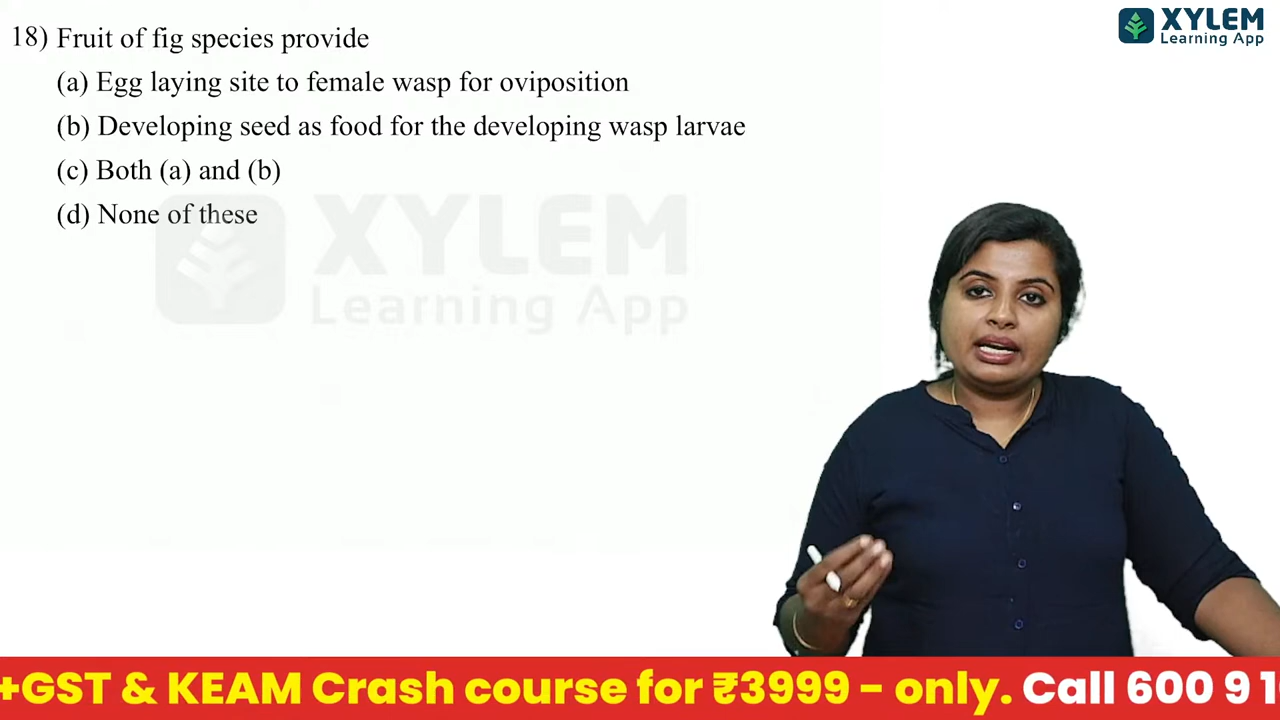 XYLEM
Learning App
18) Fruit of fig species provide
(a) Egg laying site to female wasp for oviposition
(b) Developing seed as food for the developing wasp larvae
(c) Both (a) and (b)
(d) None of these
XYLEM
Learning App
+GST & KEAM Crash course for ₹3999 - only. Call 600 9 1